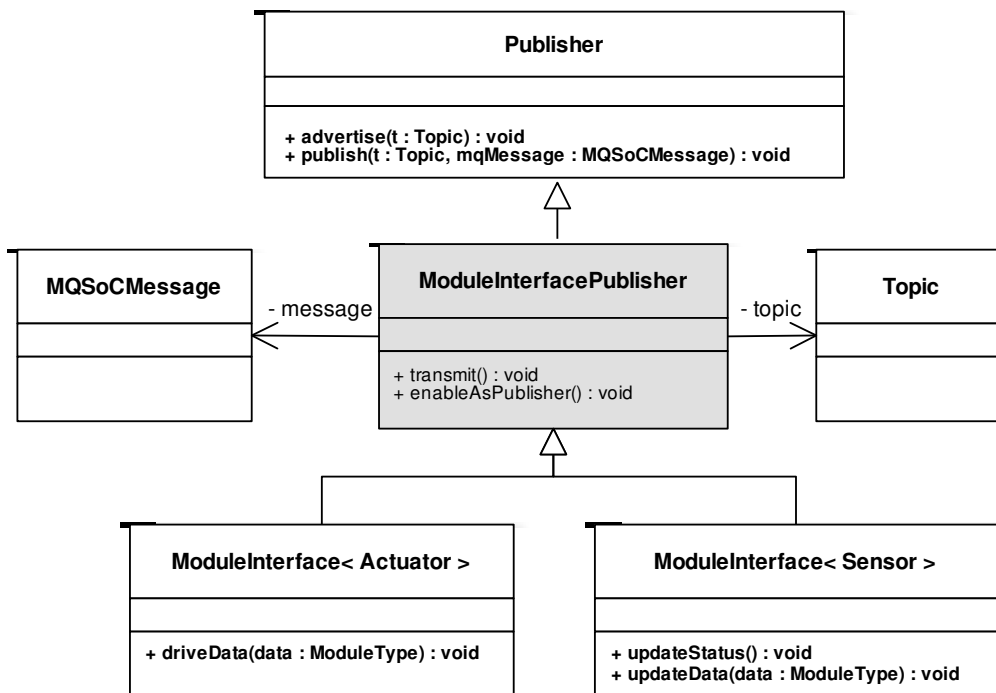 Publisher
+ advertise(t : Topic) : void
+ publish(t : Topic, mqMessage : MQSoCMessage) : void
MQSoCMessage
- message
ModuleInterfacePublisher
+ transmit() : void
+ enableAsPublisher() : void
- topic
Topic
ModuleInterface< Actuator >
+ driveData(data : ModuleType) : void
ModuleInterface< Sensor >
+ updateStatus() : void
+ updateData(data : ModuleType) : void